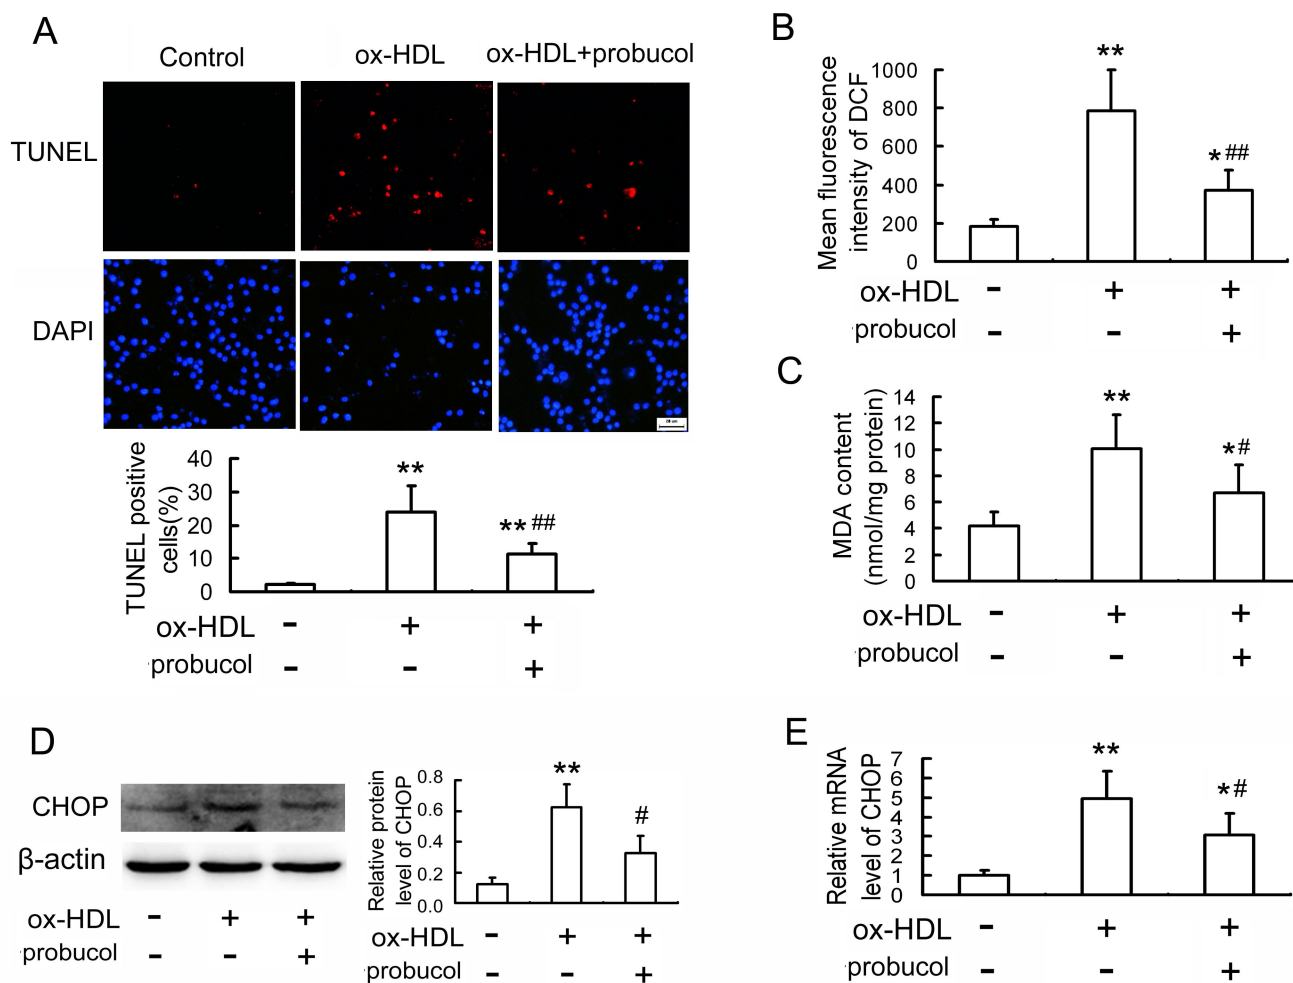 A
Control ox-HDL ox-HDL+probucol
TUNEL
DAPI
TUNEL positive
cells(%)
40
30
20
10
0
**
** ##
ox-HDL - + +
probucol - - +
B
Mean fluorescence
intensity of DCF
1000
800
600
400
200
0
**
* ##
ox-HDL - + +
probucol - - +
C
MDA content
(nmol/mg protein)
14
12
10
8
6
4
2
0
**
*#
ox-HDL - + +
probucol - - +
D
CHOP
β-actin
ox-HDL - + +
probucol - - +
Relative protein
level of CHOP
0.8
0.6
0.4
0.2
0.0
**
#
ox-HDL - + +
probucol - - +
E
Relative mRNA
level of CHOP
7
6
5
4
3
2
1
0
**
*#
ox-HDL - + +
probucol - - +